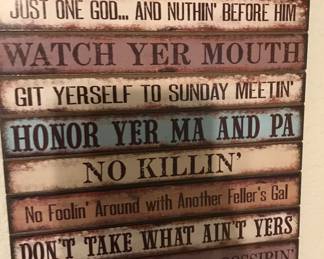 JUST ONE GOD... AND NUTHIN' BEFORE HIM
WATCH YER MOUTH
GIT YERSELF TO SUNDAY MEETIN'
HONOR YER MA AND PA
NO KILLIN'
No Foolin' Around with Another Feller's Gal
DON'T TAKE WHAT AIN'T YERS